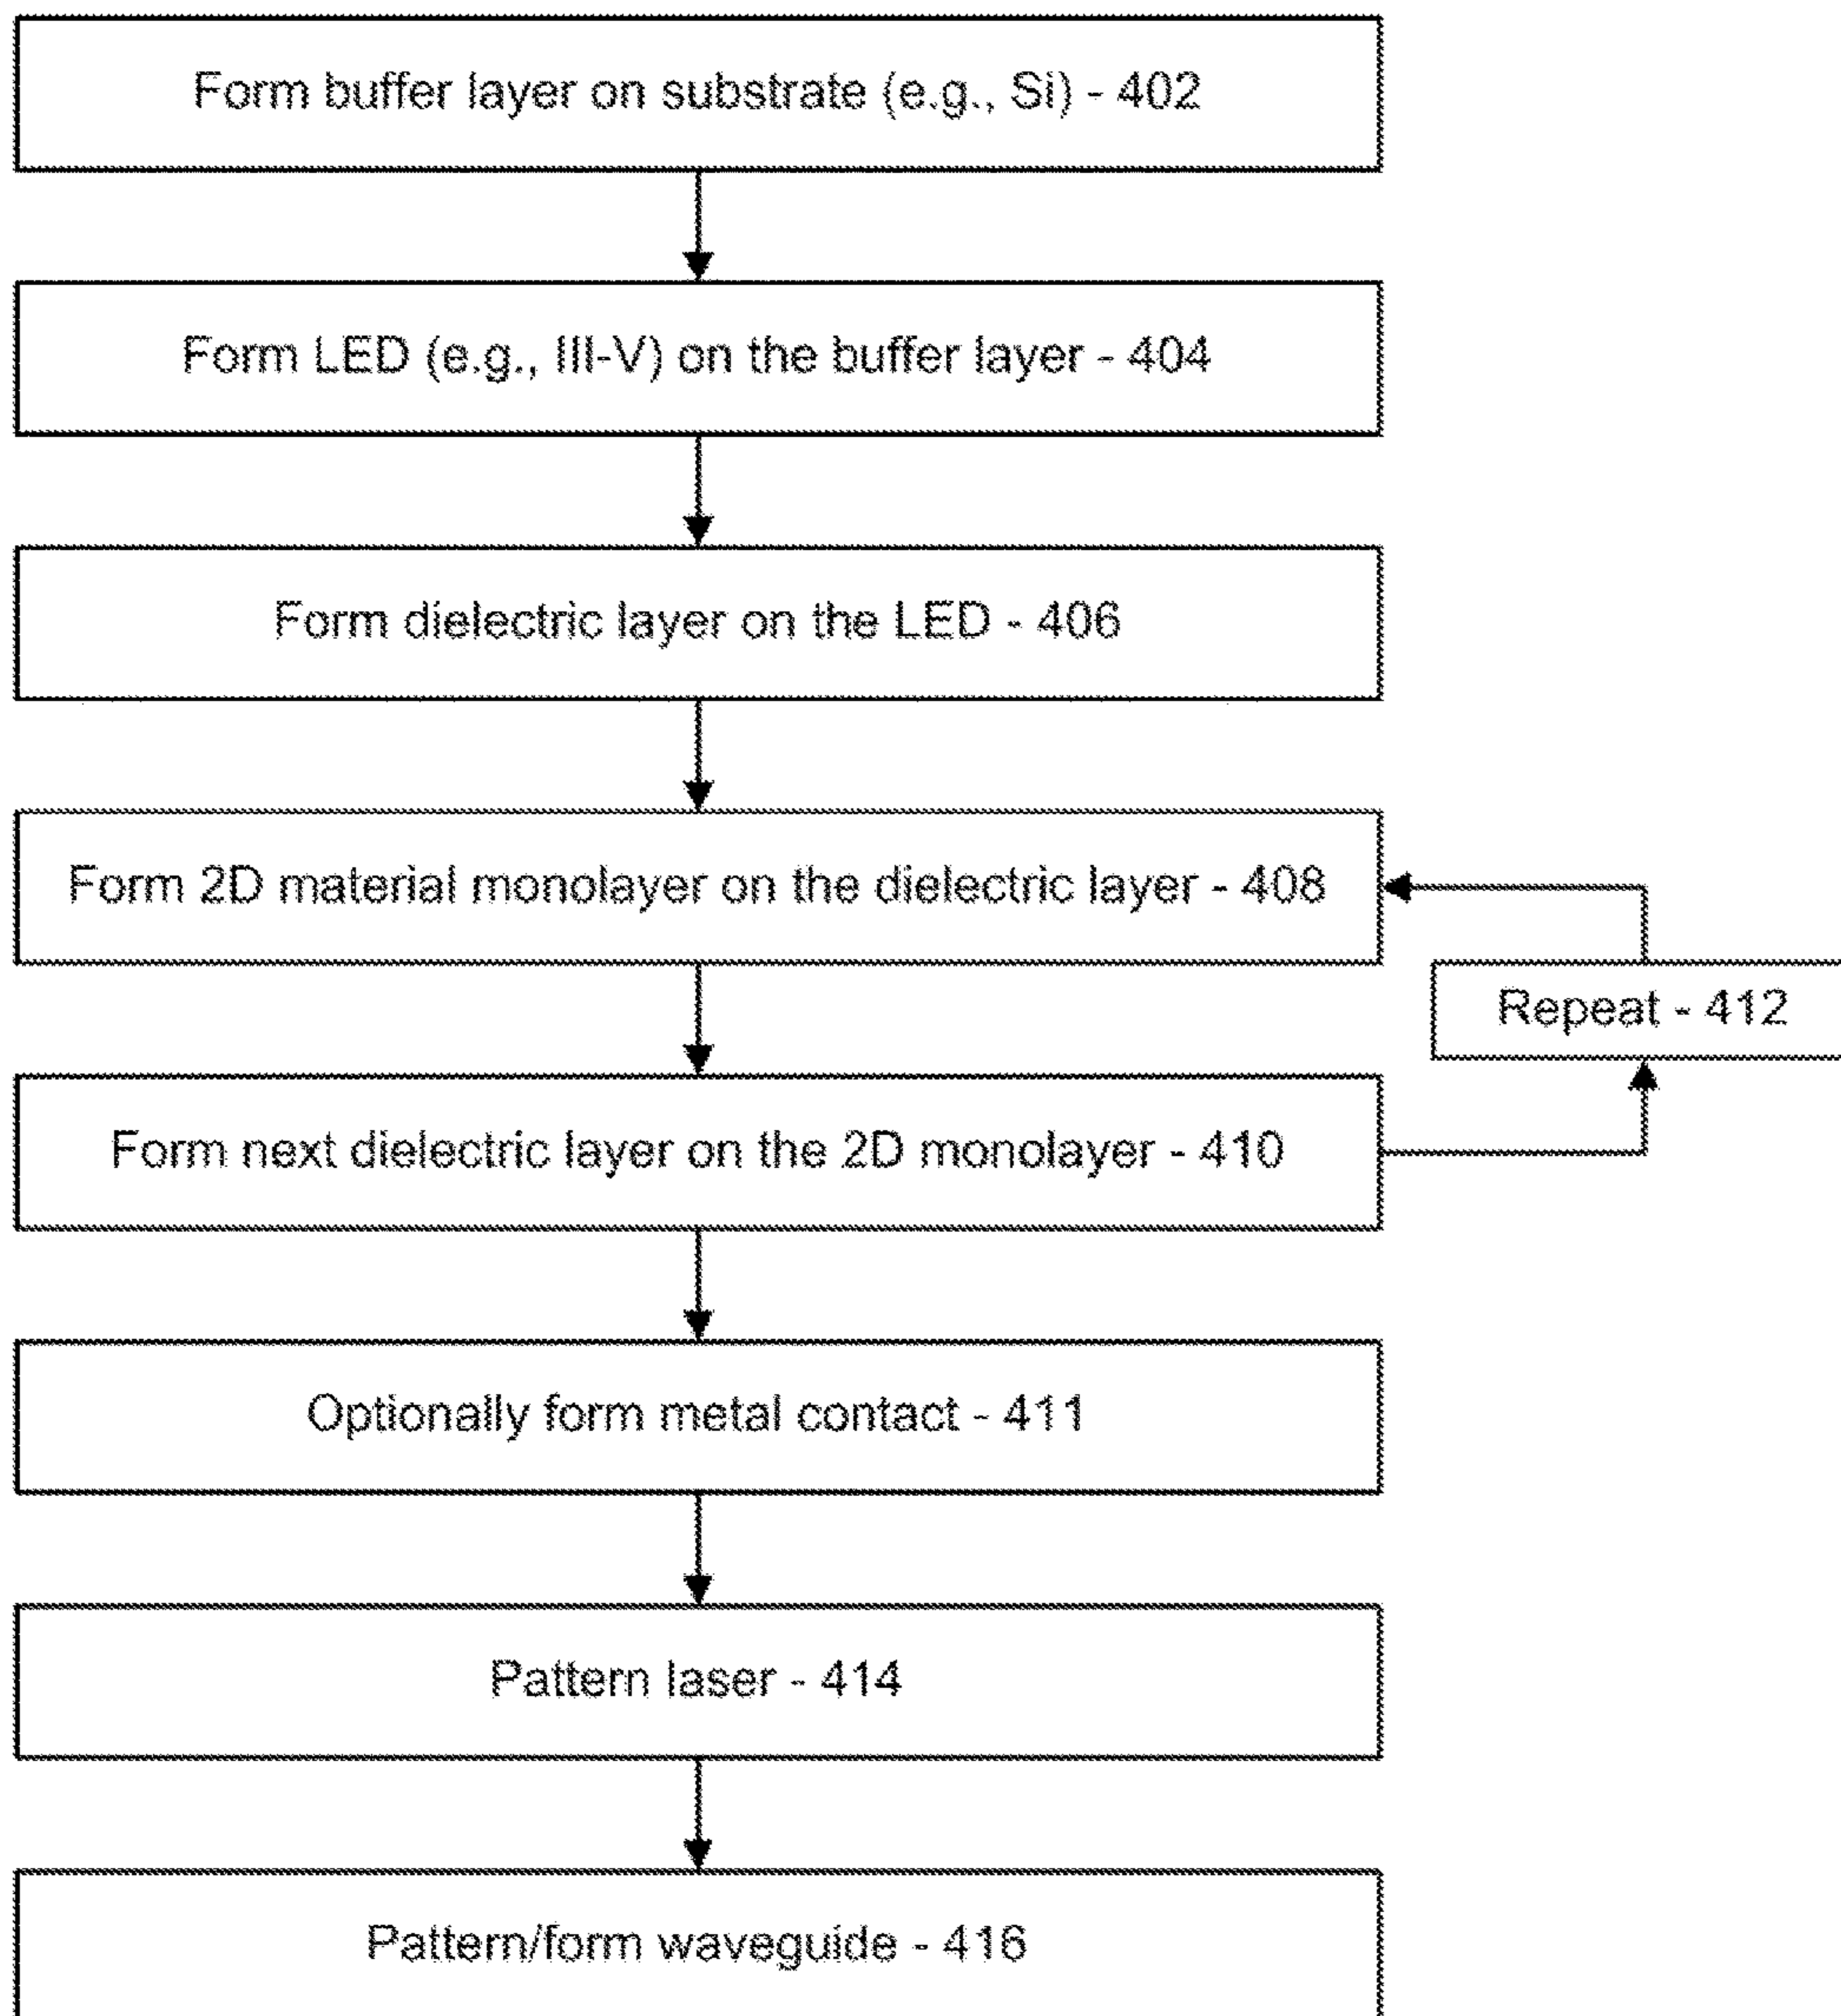 Form buffer layer on substrate (e.g., Si) - 402
Form LED (e.g., III-V) on the buffer layer - 404
Form dielectric layer on the LED - 406
Form 2D material monolayer on the dielectric layer - 408
Repeat - 412
Form next dielectric layer on the 2D monolayer - 410
Optionally form metal contact - 411
Pattern laser - 414
Pattern/form waveguide - 416